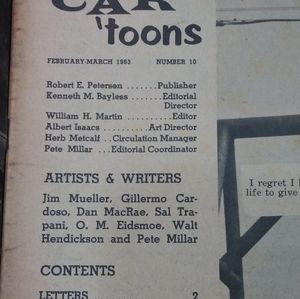 CAR
'toons
FEBRUARY-MARCH 1963 NUMBER 10
Robert E. Petersen .......Publisher
Kenneth M. Bayless ......Editorial
Director
William H. Martin ..........Editor
Albert Isaacs .........Art Director
Herb Metcalf ..Circulation Manager
Pete Millar ...Editorial Coordinator
ARTISTS & WRITERS
Jim Mueller, Gillermo Car-
doso, Dan MacRae, Sal Tra-
pani, O. M. Eidsmoe, Walt
Hendickson and Pete Millar
CONTENTS
LETTERS 2
I regret I
life to give